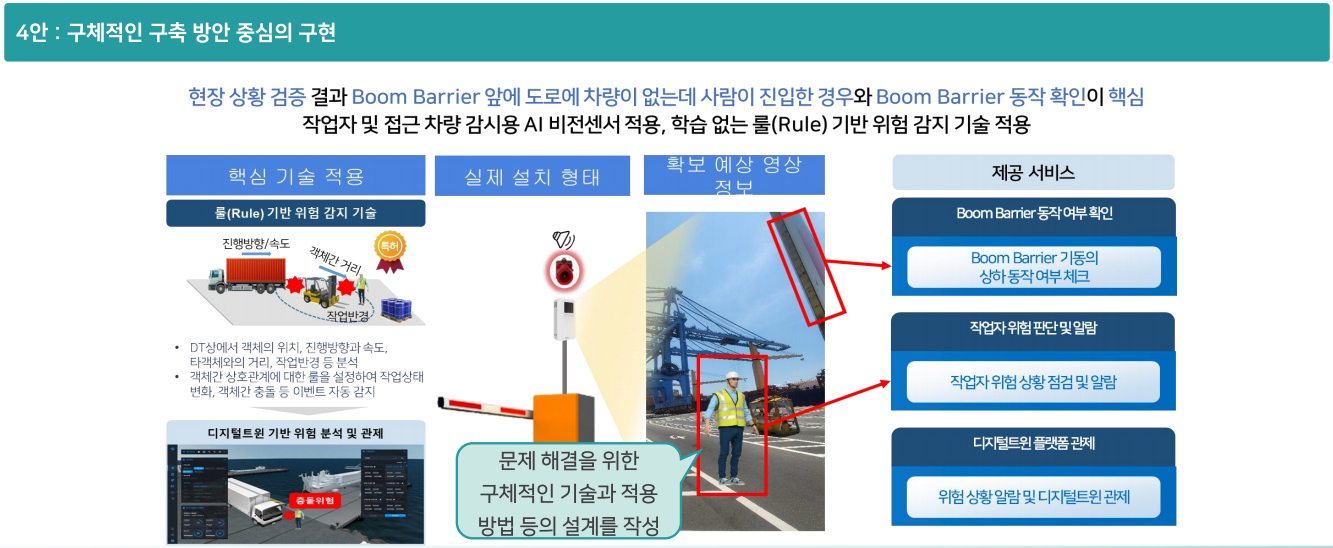 4안 : 구체적인 구축 방안 중심의 구현
현장 상황 검증 결과 Boom Barrier 앞에 도로에 차량이 없는데 사람이 진입한 경우와 Boom Barrier 동작 확인이 핵심
작업자 및 접근 차량 감시용 AI 비전센서 적용, 학습 없는 룰(Rule) 기반 위험 감지 기술 적용
핵심 기술 적용
룰(Rule) 기반 위험 감지 기술
진행방향/속도
객체간 거리
특허
작업반경
• DT상에서 객체의 위치, 진행방향과 속도,
타객체와의 거리, 작업반경 등 분석
• 객체간 상호관계에 대한 룰을 설정하여 작업상태
변화, 객체간 충돌 등 이벤트 자동 감지
디지털트윈 기반 위험 분석 및 관제
충돌위험
실제 설치 형태
확보 예상 영상
정보
문제 해결을 위한
구체적인 기술과 적용
방법 등의 설계를 작성
제공 서비스
Boom Barrier 동작 여부 확인
Boom Barrier 기동의
상하 동작 여부 체크
작업자 위험 판단 및 알람
작업자 위험 상황 점검 및 알람
디지털트윈 플랫폼 관제
위험 상황 알람 및 디지털트윈 관제